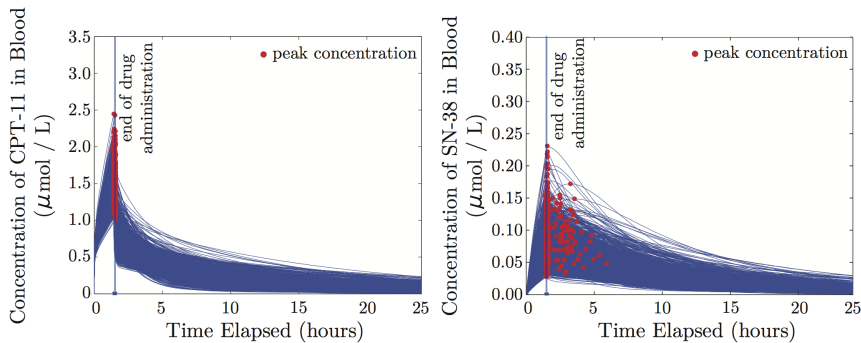 Concentration of CPT-11 in Blood
(μmol / L)
3.5
3.0
2.5
2.0
1.5
1.0
0.5
0
peak concentration
end of drug
administration
0
5
10
15
20
25
Time Elapsed (hours)
Concentration of SN-38 in Blood
(μmol / L)
0.40
0.35
0.30
0.25
0.20
0.15
0.10
0.05
0.00
peak concentration
end of drug
administration
0
5
10
15
20
25
Time Elapsed (hours)